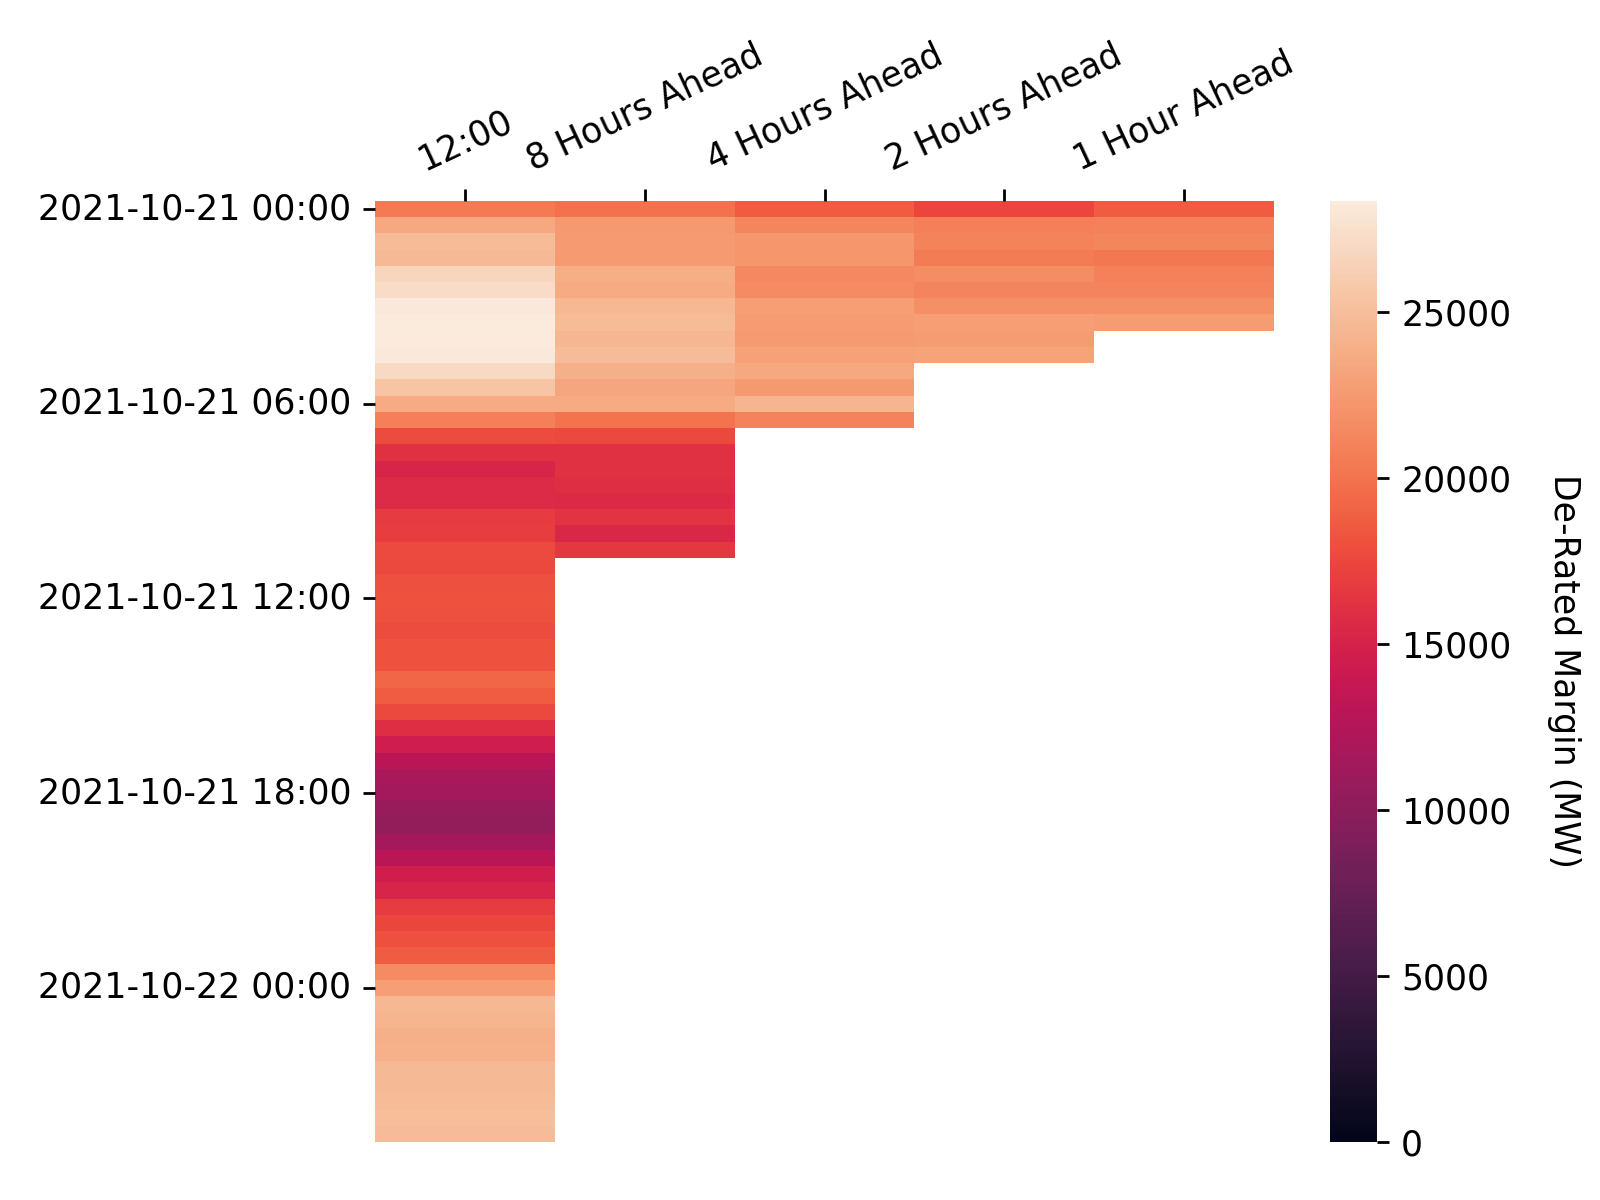 12:00
8 Hours Ahead
4 Hours Ahead
2 Hours Ahead
1 Hour Ahead
2021-10-21 00:00
2021-10-21 06:00
2021-10-21 12:00
2021-10-21 18:00
2021-10-22 00:00
25000
20000
15000
10000
5000
0
De-Rated Margin (MW)